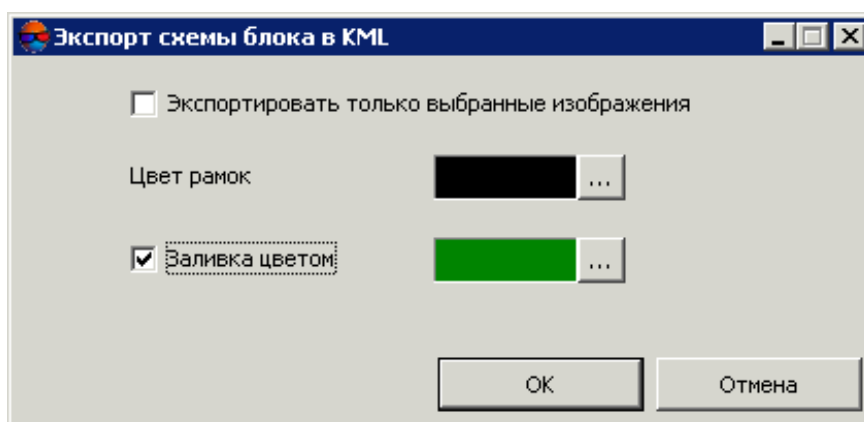 Экспорт схемы блока в KML
Экспортировать только выбранные изображения
Цвет рамок ...
Заливка цветом ...
OK Отмена